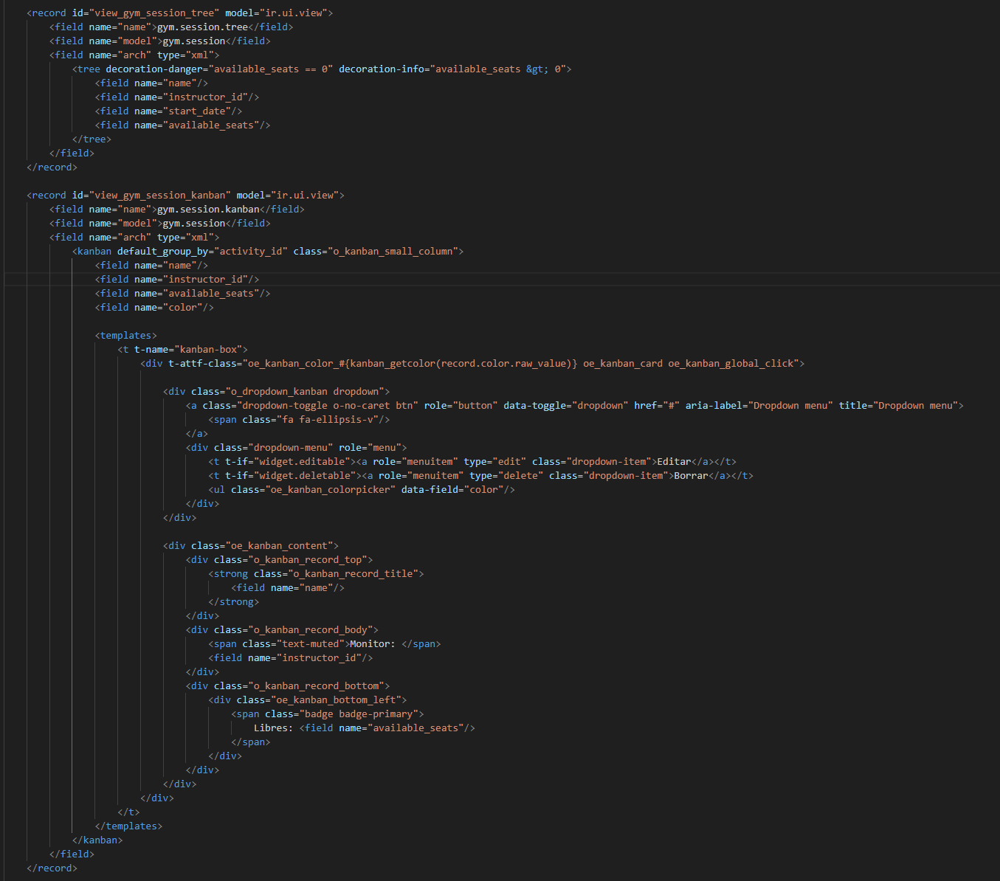 <record id="view_gym_session_tree" model="ir.ui.view">
<field name="name">gym.session.tree</field>
<field name="model">gym.session</field>
<field name="arch" type="xml">
<tree decoration-danger="available_seats == 0" decoration-info="available_seats &gt; 0">
<field name="name"/>
<field name="instructor_id"/>
<field name="start_date"/>
<field name="available_seats"/>
</tree>
</field>
</record>
<record id="view_gym_session_kanban" model="ir.ui.view">
<field name="name">gym.session.kanban</field>
<field name="model">gym.session</field>
<field name="arch" type="xml">
<kanban default_group_by="activity_id" class="o_kanban_small_column">
<field name="name"/>
<field name="instructor_id"/>
<field name="available_seats"/>
<field name="color"/>
<templates>
<t t-name="kanban-box">
<div t-attf-class="oe_kanban_color_#{kanban_getcolor(record.color.raw_value)} oe_kanban_card oe_kanban_global_click">
<div class="o_dropdown_kanban dropdown">
<a class="dropdown-toggle o-no-caret btn" role="button" data-toggle="dropdown" href="#" aria-label="Dropdown menu" title="Dropdown menu">
<span class="fa fa-ellipsis-v"/>
</a>
<div class="dropdown-menu" role="menu">
<t t-if="widget.editable"><a role="menuitem" type="edit" class="dropdown-item">Editar</a></t>
<t t-if="widget.deletable"><a role="menuitem" type="delete" class="dropdown-item">Borrar</a></t>
<ul class="oe_kanban_colorpicker" data-field="color"/>
</div>
</div>
<div class="oe_kanban_content">
<div class="o_kanban_record_top">
<strong class="o_kanban_record_title">
<field name="name"/>
</strong>
</div>
<div class="o_kanban_record_body">
<span class="text-muted">Monitor: </span>
<field name="instructor_id"/>
</div>
<div class="o_kanban_record_bottom">
<div class="oe_kanban_bottom_left">
<span class="badge badge-primary">
Libres: <field name="available_seats"/>
</span>
</div>
</div>
</div>
</div>
</t>
</templates>
</kanban>
</field>
</record>